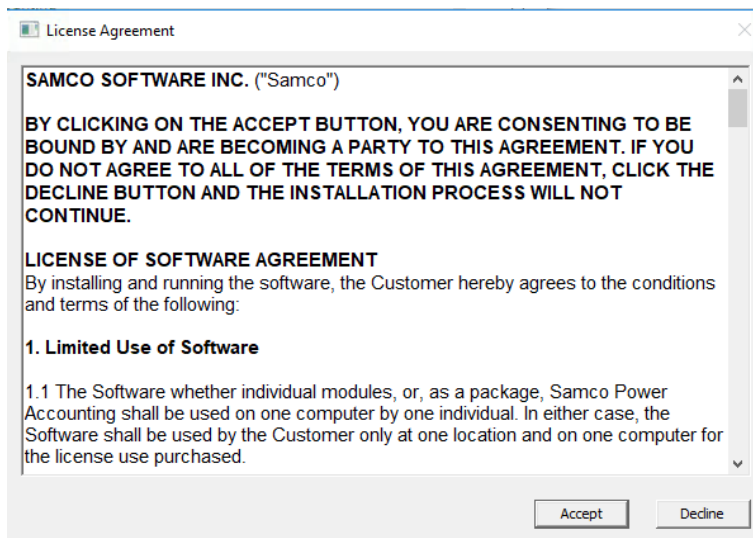 License Agreement
SAMCO SOFTWARE INC. ("Samco")
BY CLICKING ON THE ACCEPT BUTTON, YOU ARE CONSENTING TO BE
BOUND BY AND ARE BECOMING A PARTY TO THIS AGREEMENT. IF YOU
DO NOT AGREE TO ALL OF THE TERMS OF THIS AGREEMENT, CLICK THE
DECLINE BUTTON AND THE INSTALLATION PROCESS WILL NOT
CONTINUE.
LICENSE OF SOFTWARE AGREEMENT
By installing and running the software, the Customer hereby agrees to the conditions
and terms of the following:
1. Limited Use of Software
1.1 The Software whether individual modules, or, as a package, Samco Power
Accounting shall be used on one computer by one individual. In either case, the
Software shall be used by the Customer only at one location and on one computer for
the license use purchased.
Accept
Decline